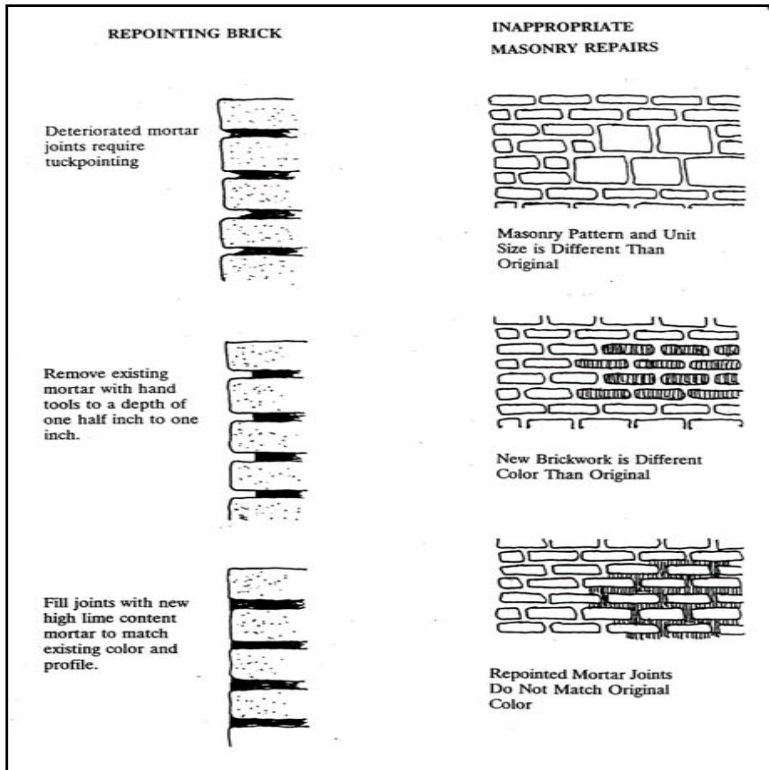 REPOINTING BRICK
Deteriorated mortar
joints require
tuckpointing
Remove existing
mortar with hand
tools to a depth of
one half inch to one
inch.
Fill joints with new
high lime content
mortar to match
existing color and
profile.
INAPPROPRIATE
MASONRY REPAIRS
Masonry Pattern and Unit
Size is Different Than
Original
New Brickwork is Different
Color Than Original
Repointed Mortar Joints
Do Not Match Original
Color